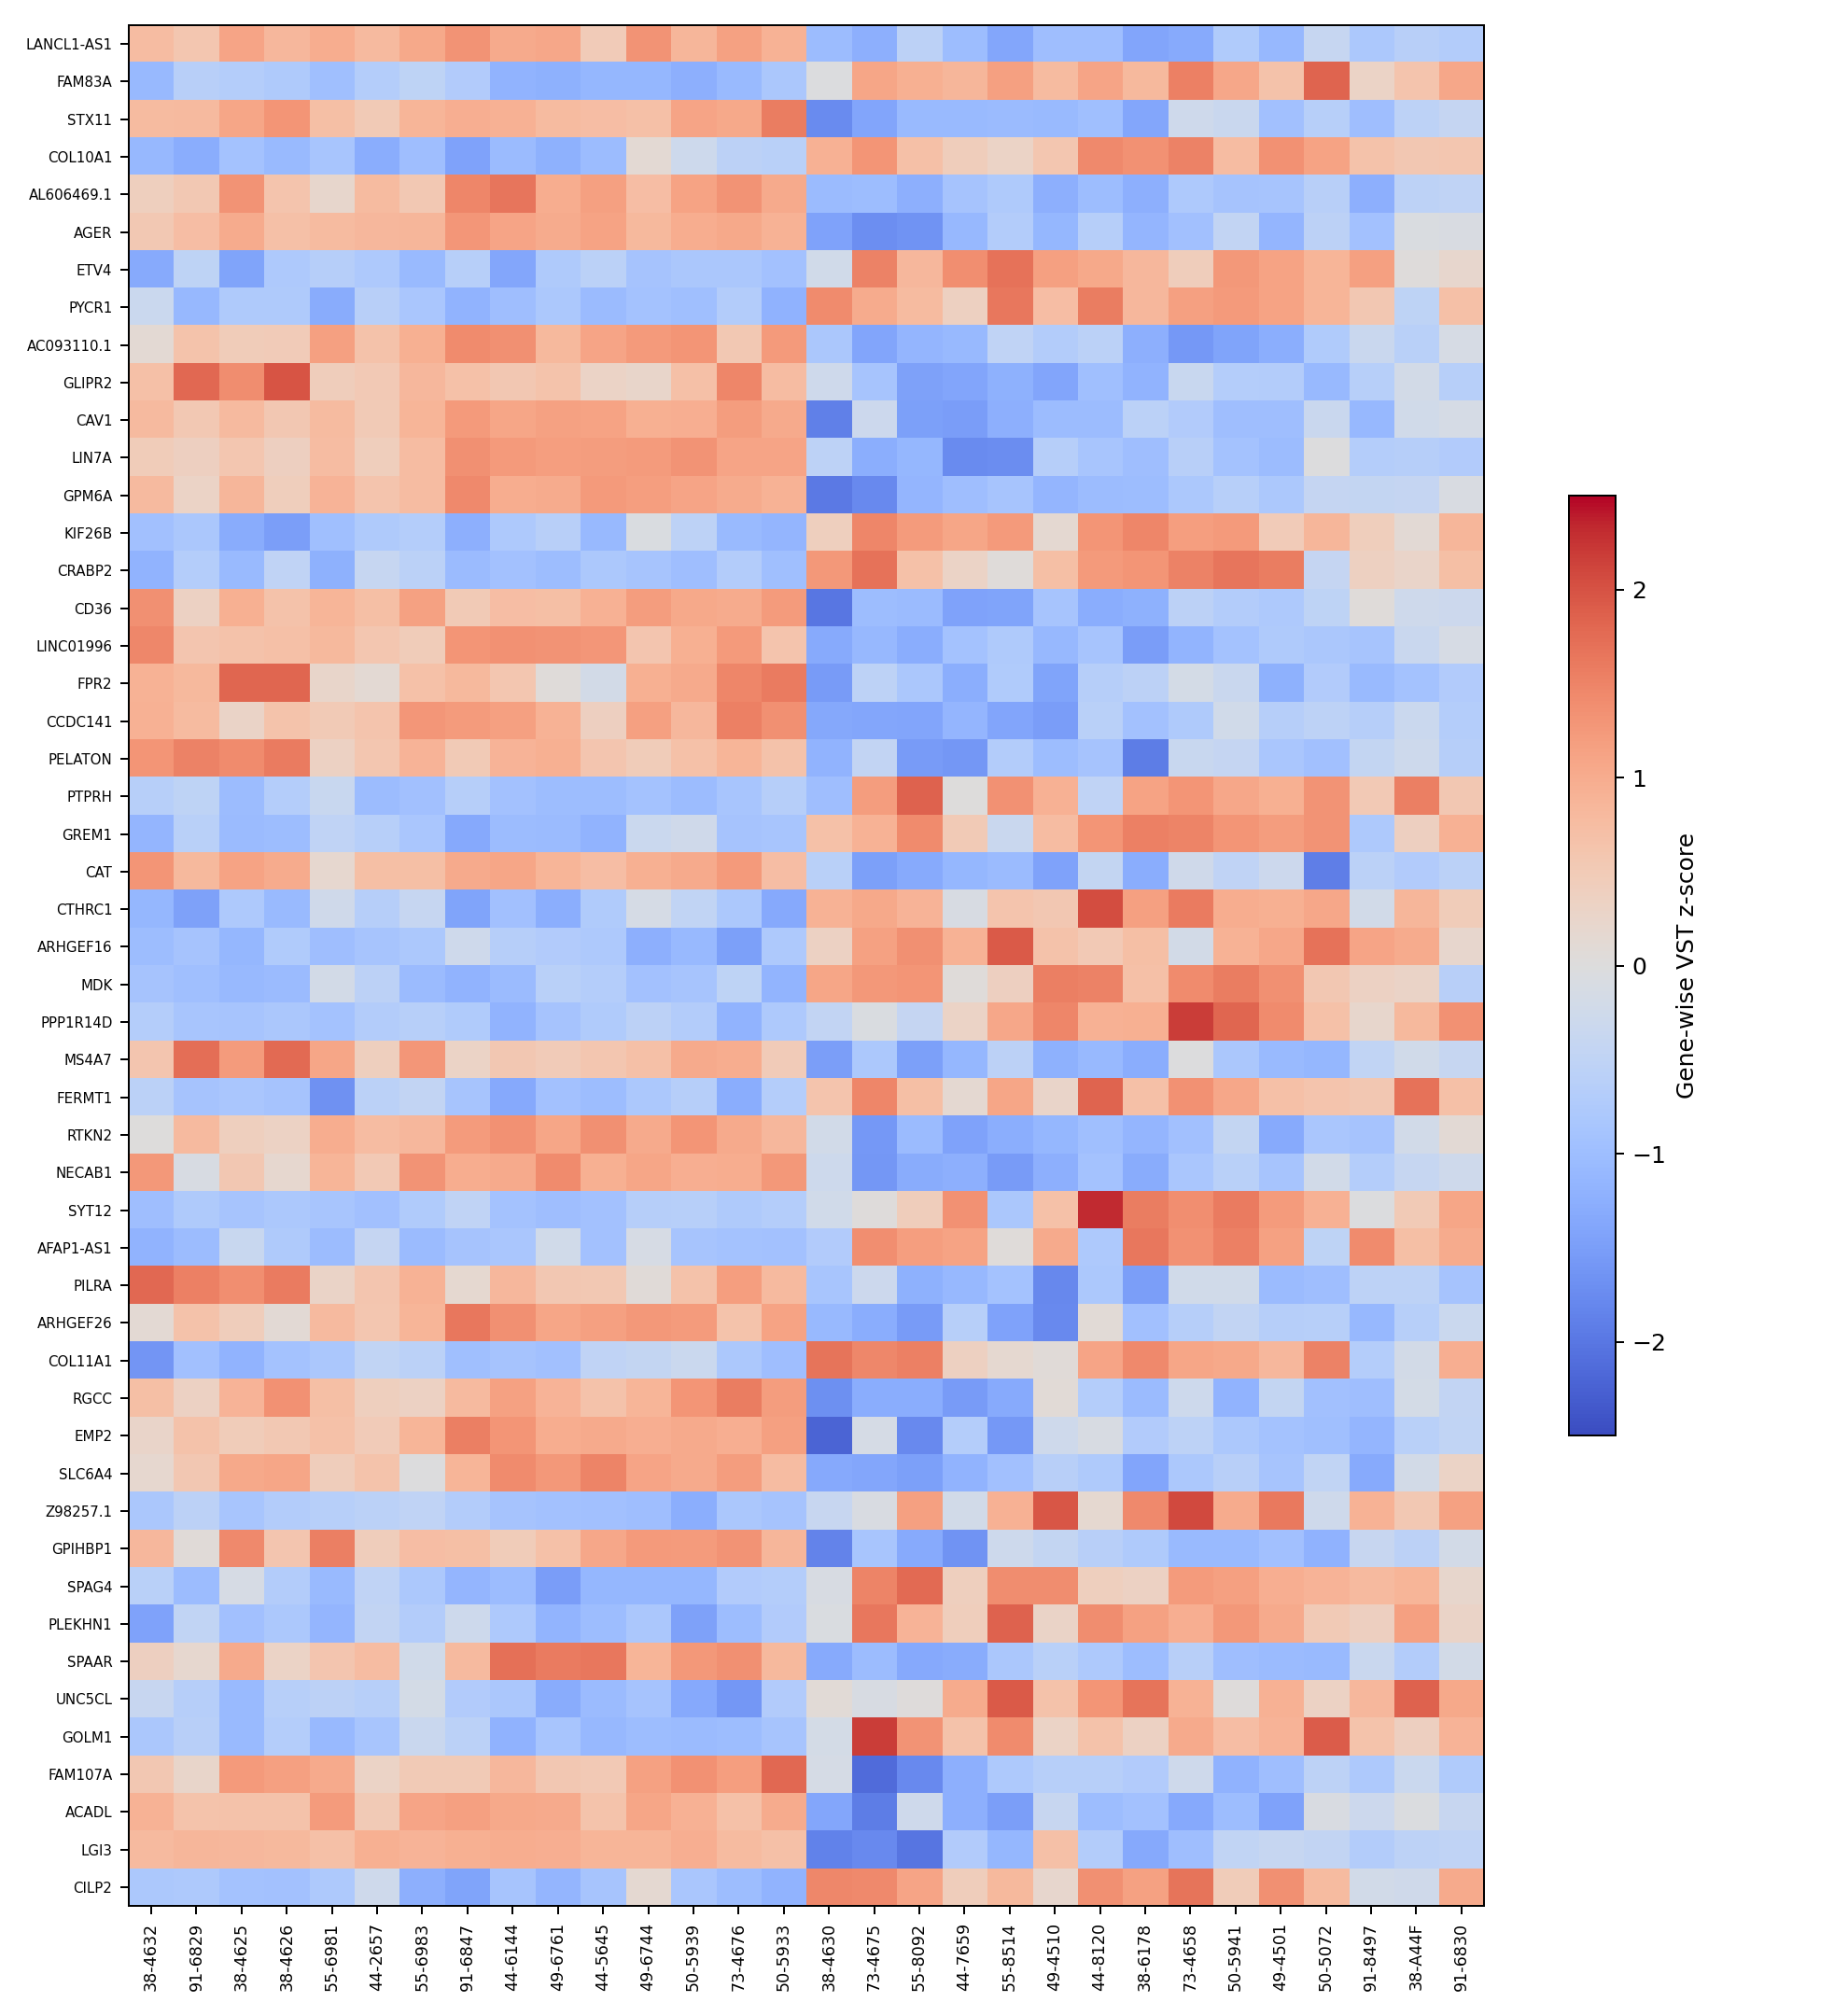 LANCL1-AS1
FAM83A
STX11
COL10A1
AL606469.1
AGER
ETV4
PYCR1
AC093110.1
GLIPR2
CAV1
LIN7A
GPM6A
KIF26B
CRABP2
CD36
LINC01996
FPR2
CCDC141
PELATON
PTPRH
GREM1
CAT
CTHRC1
ARHGEF16
MDK
PPP1R14D
MS4A7
FERMT1
RTKN2
NECAB1
SYT12
AFAP1-AS1
PILRA
ARHGEF26
COL11A1
RGCC
EMP2
SLC6A4
Z98257.1
GPIHBP1
SPAG4
PLEKHN1
SPAAR
UNC5CL
GOLM1
FAM107A
ACADL
LGI3
CILP2
38-4632
91-6829
38-4625
38-4626
55-6981
44-2657
55-6983
91-6847
44-6144
49-6761
44-5645
49-6744
50-5939
73-4676
50-5933
38-4630
73-4675
55-8092
44-7659
55-8514
49-4510
44-8120
38-6178
73-4658
50-5941
49-4501
50-5072
91-8497
38-A44F
91-6830
2
1
0
−1
−2
Gene-wise VST z-score